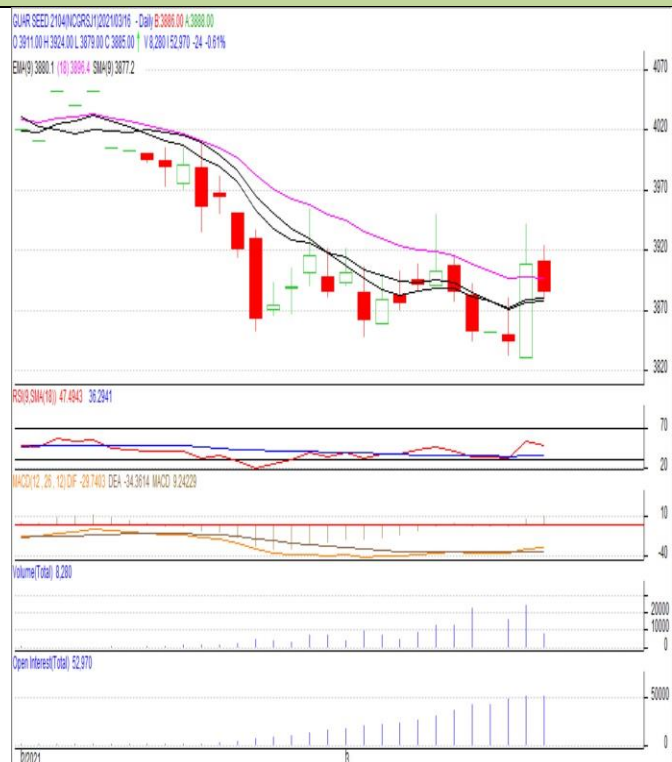 GUAR SEED 2104(NCGRSJ1)2021/03/16 - Daily B:3886.00 A:3888.00
O 3911.00 H 3924.00 L 3879.00 C 3885.00 V 8,280 I 52,970 -24 -0.61%
EMA(9) 3880.1 (18) 3896.4 SMA(9) 3877.2
4070
4020
3970
3920
3870
3820
RSI(9,SMA(18)) 47.4943 36.2941
70
20
MACD(12, 26, 12) DIF -29.7403 DEA -34.3614 MACD 9.24229
10
-40
Volume(Total) 8,280
20000
10000
0
Open Interest(Total) 52,970
50000
0
2/2021 3